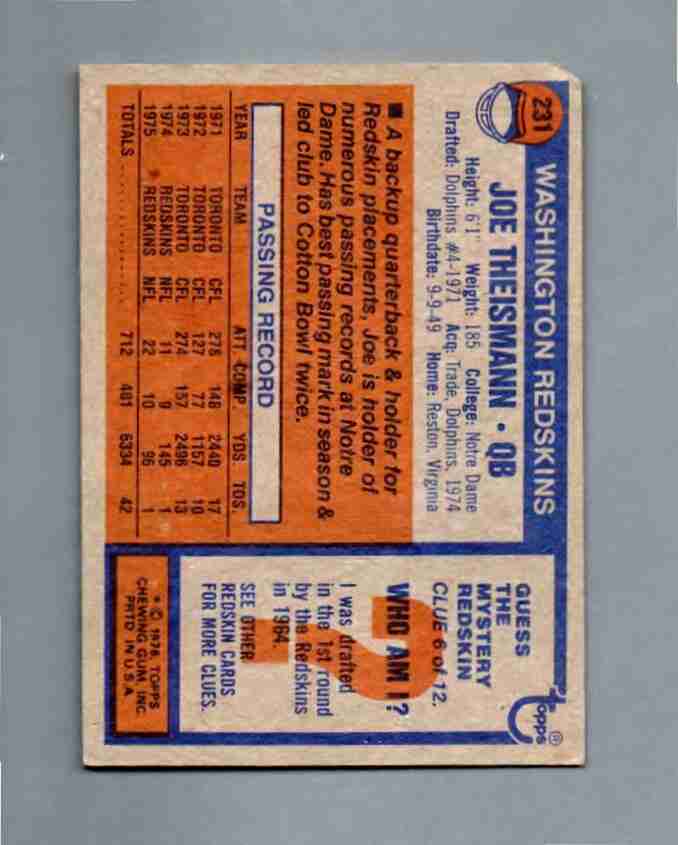 231
WASHINGTON REDSKINS
JOE THEISMANN • QB
Height: 6'1" Weight: 185 College: Notre Dame
Drafted: Dolphins #4-1971 Acq: Trade, Dolphins, 1974
Birthdate: 9-9-49 Home: Reston, Virginia
■ A backup quarterback & holder for
Redskin placements, Joe is holder of
numerous passing records at Notre
Dame. Has best passing mark in season &
led club to Cotton Bowl twice.
PASSING RECORD
YEAR TEAM ATT. COMP. YDS. TDS.
1971 TORONTO CFL 278 148 2440 17
1972 TORONTO CFL 127 77 1157 10
1973 TORONTO CFL 274 157 2496 13
1974 REDSKINS NFL 11 9 145 1
1975 REDSKINS NFL 22 10 96 1
TOTALS 712 401 6334 42
topps®
GUESS
THE
MYSTERY
REDSKIN
CLUE 6 of 12.
?
WHO AM I?
I was drafted
in the 1st round
by the Redskins
in 1964.
SEE OTHER
REDSKIN CARDS
FOR MORE CLUES.
* © 1976 TOPPS
CHEWING GUM, INC.
PRTD IN U.S.A.